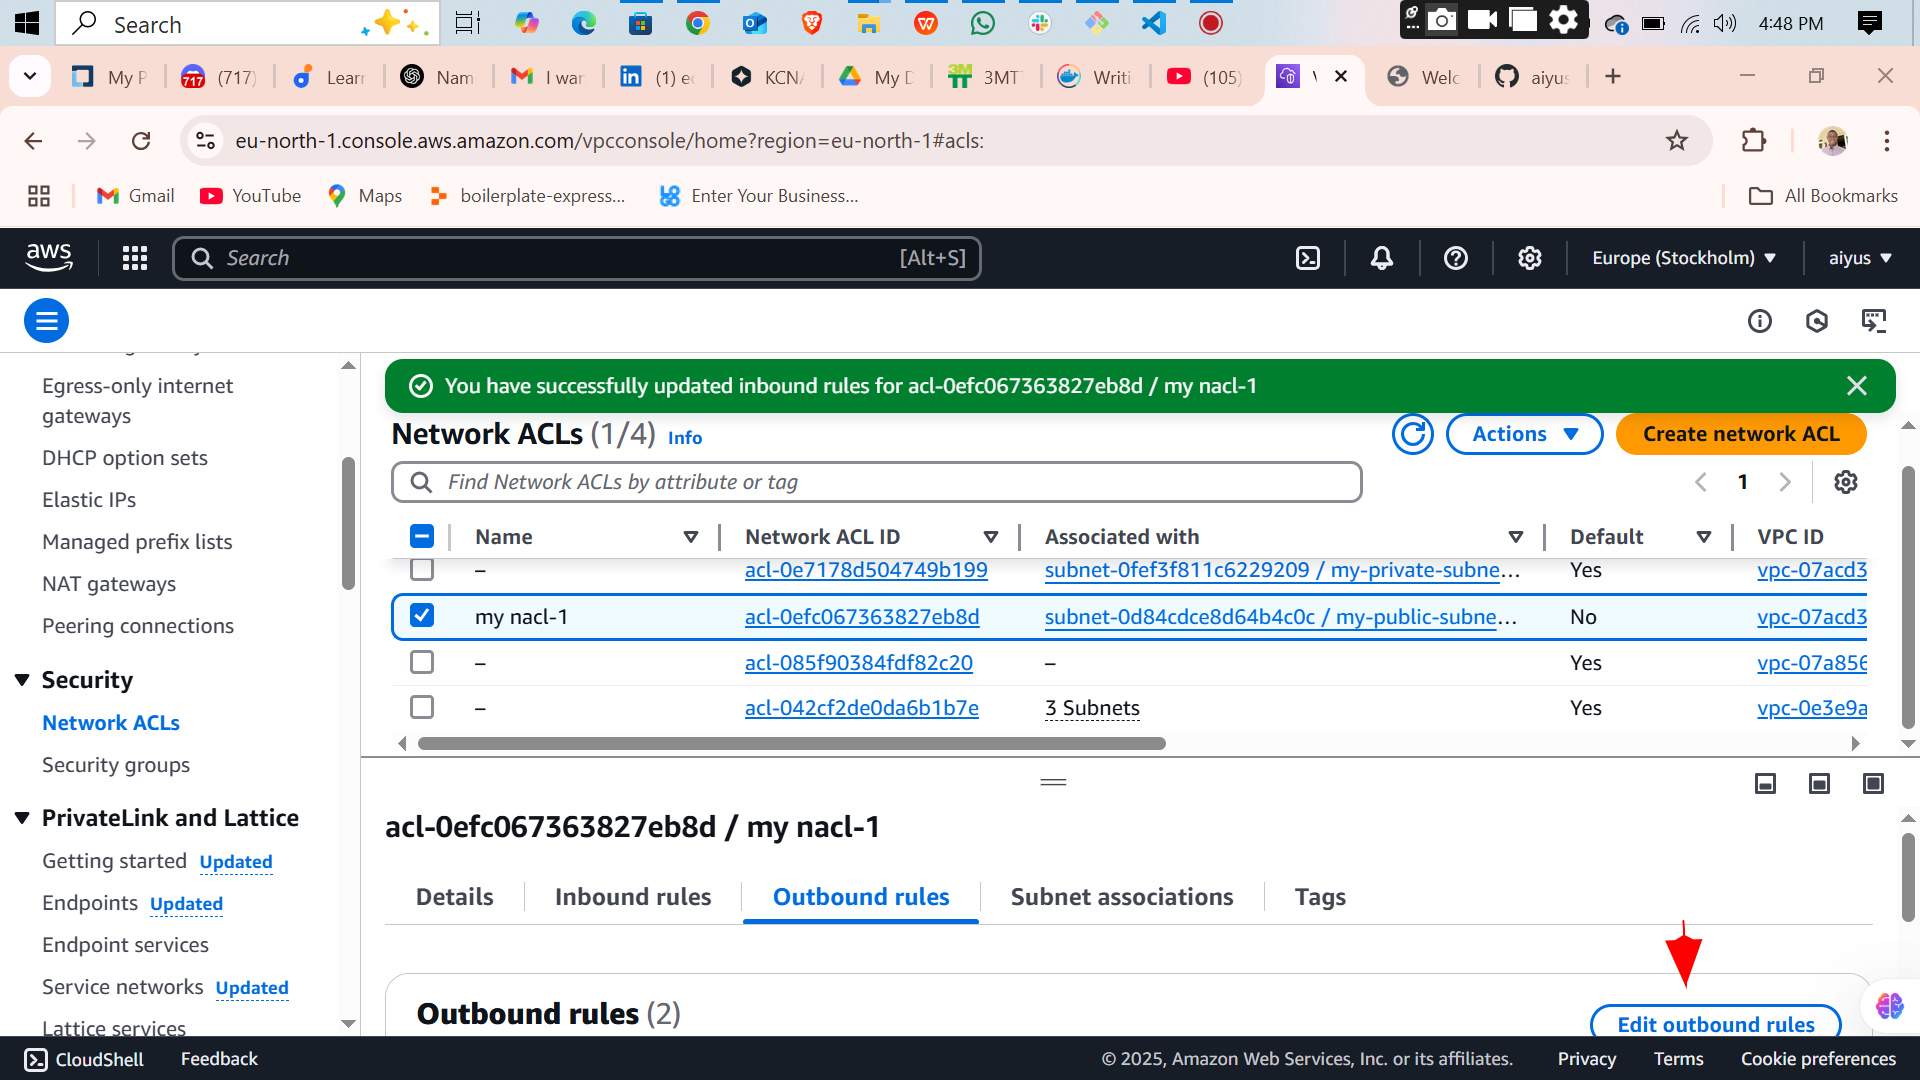 Search
4:48 PM
My P
(717)
Learn
Nam
I war
(1) ec
KCNA
My D
3MT
Writi
(105)
Welc
aiyus
eu-north-1.console.aws.amazon.com/vpcconsole/home?region=eu-north-1#acls:
Gmail
YouTube
Maps
boilerplate-express...
Enter Your Business...
All Bookmarks
aws
Search
[Alt+S]
Europe (Stockholm)
aiyus
Egress-only internet
gateways
DHCP option sets
Elastic IPs
Managed prefix lists
NAT gateways
Peering connections
Security
Network ACLs
Security groups
PrivateLink and Lattice
Getting started Updated
Endpoints Updated
Endpoint services
Service networks Updated
Lattice services
You have successfully updated inbound rules for acl-0efc067363827eb8d / my nacl-1
Network ACLs (1/4) Info
Actions
Create network ACL
Find Network ACLs by attribute or tag
1
Name Network ACL ID Associated with Default VPC ID
– acl-0e7178d504749b199 subnet-0fef3f811c6229209 / my-private-subne... Yes vpc-07acd3
my nacl-1 acl-0efc067363827eb8d subnet-0d84cdce8d64b4c0c / my-public-subne... No vpc-07acd3
– acl-085f90384fdf82c20 – Yes vpc-07a856
– acl-042cf2de0da6b1b7e 3 Subnets Yes vpc-0e3e9a
acl-0efc067363827eb8d / my nacl-1
Details
Inbound rules
Outbound rules
Subnet associations
Tags
Outbound rules (2)
Edit outbound rules
CloudShell
Feedback
© 2025, Amazon Web Services, Inc. or its affiliates.
Privacy
Terms
Cookie preferences